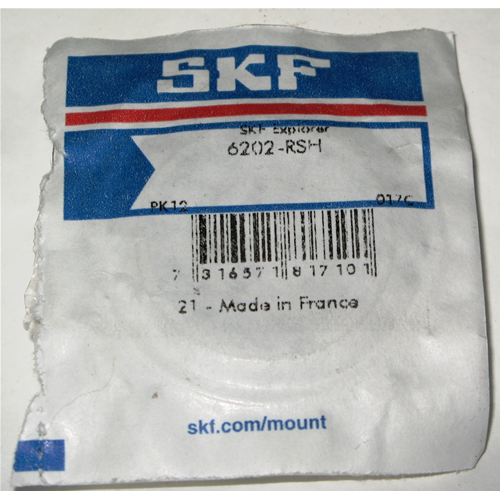 SKF
SKF Explorer
6202-RSH
PK12 017C
7 316571 817101
21 - Made in France
skf.com/mount